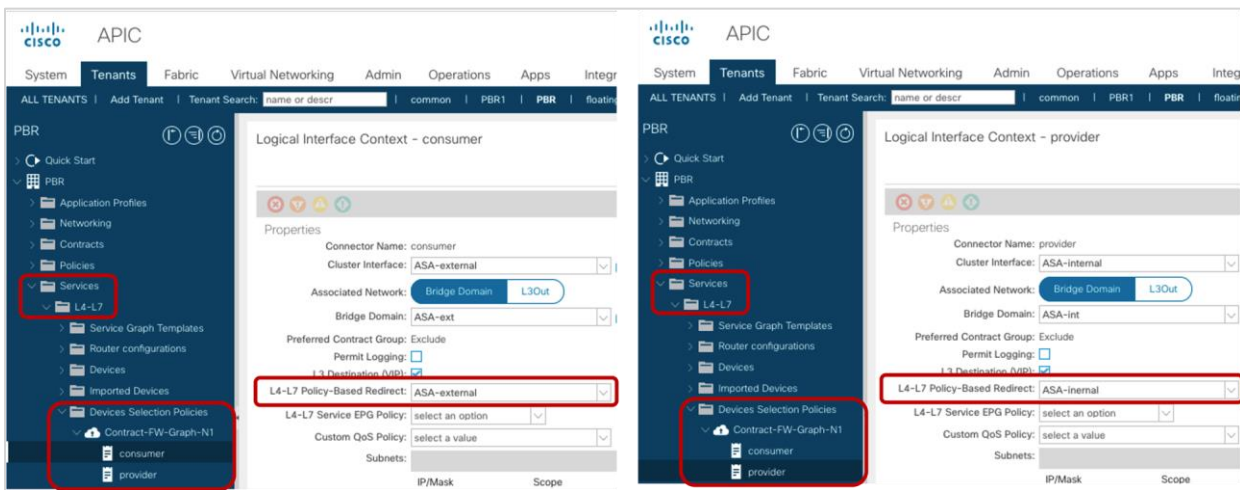 CISCO APIC
System Tenants Fabric Virtual Networking Admin Operations Apps Integr
ALL TENANTS | Add Tenant | Tenant Search: name or descr | common | PBR1 | PBR | floating
PBR
Quick Start
PBR
Application Profiles
Networking
Contracts
Policies
Services
L4-L7
Service Graph Templates
Router configurations
Devices
Imported Devices
Devices Selection Policies
Contract-FW-Graph-N1
consumer
provider
Logical Interface Context - consumer
Properties
Connector Name: consumer
Cluster Interface: ASA-external
Associated Network: Bridge Domain L3Out
Bridge Domain: ASA-ext
Preferred Contract Group: Exclude
Permit Logging:
L3 Destination (VIP):
L4-L7 Policy-Based Redirect: ASA-external
L4-L7 Service EPG Policy: select an option
Custom QoS Policy: select a value
Subnets:
IP/Mask Scope
CISCO APIC
System Tenants Fabric Virtual Networking Admin Operations Apps Integ
ALL TENANTS | Add Tenant | Tenant Search: name or descr | common | PBR1 | PBR | floatin
PBR
Quick Start
PBR
Application Profiles
Networking
Contracts
Policies
Services
L4-L7
Service Graph Templates
Router configurations
Devices
Imported Devices
Devices Selection Policies
Contract-FW-Graph-N1
consumer
provider
Logical Interface Context - provider
Properties
Connector Name: provider
Cluster Interface: ASA-internal
Associated Network: Bridge Domain L3Out
Bridge Domain: ASA-int
Preferred Contract Group: Exclude
Permit Logging:
L3 Destination (VIP):
L4-L7 Policy-Based Redirect: ASA-inernal
L4-L7 Service EPG Policy: select an option
Custom QoS Policy: select a value
Subnets:
IP/Mask Scope